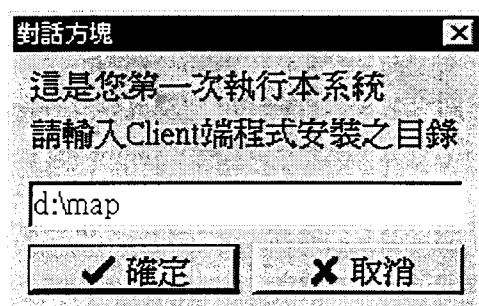 對話方塊
這是您第一次執行本系統
請輸入Client端程式安裝之目錄
d:\map
確定
取消